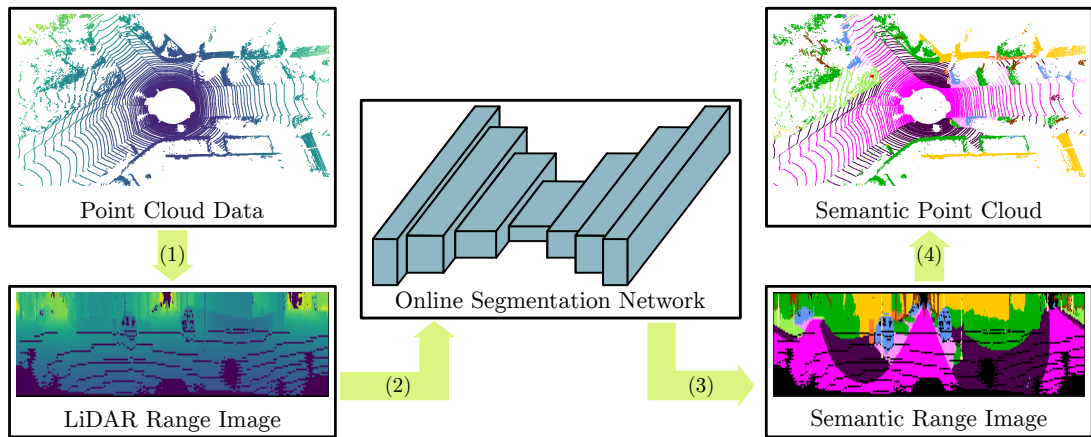 Point Cloud Data
(1)
LiDAR Range Image
(2)
Online Segmentation Network
(3)
Semantic Range Image
(4)
Semantic Point Cloud